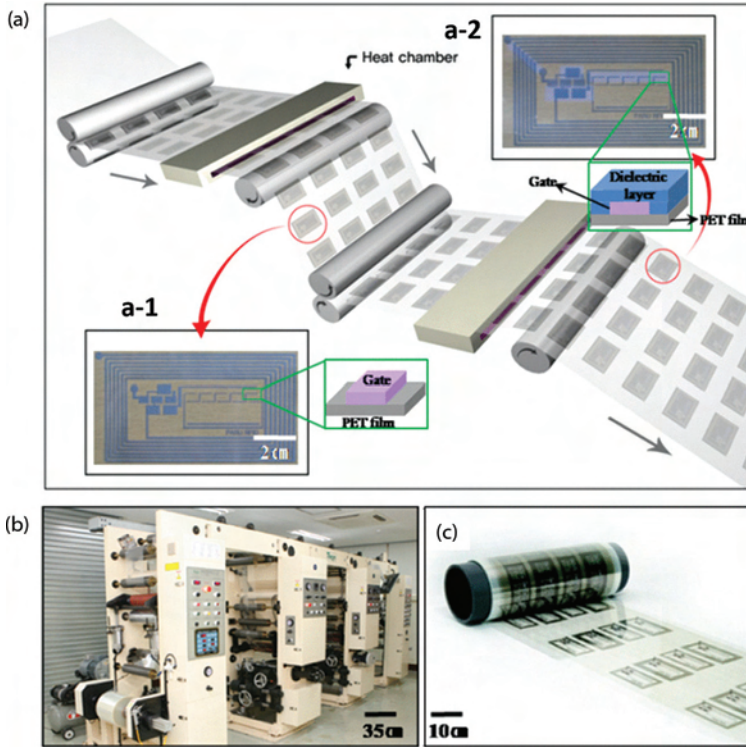 (a)
a-2
Heat chamber
2㎝
Dielectric
layer
Gate
PET film
a-1
Gate
PET film
2㎝
(b)
35㎝
(c)
10㎝